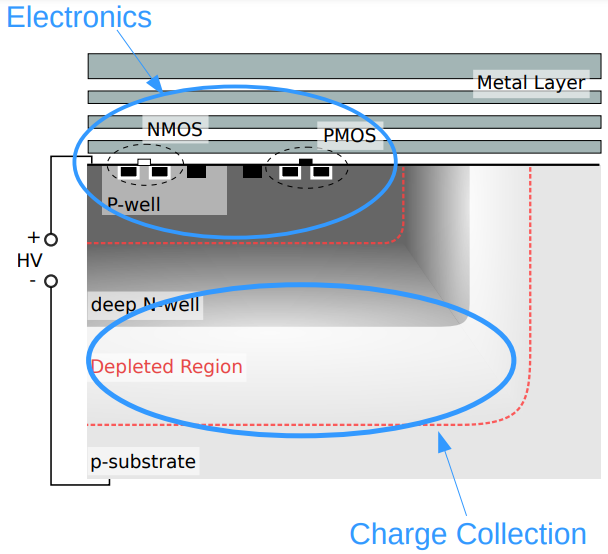 Electronics
Metal Layer
NMOS
PMOS
P-well
+
HV
-
deep N-well
Depleted Region
p-substrate
Charge Collection